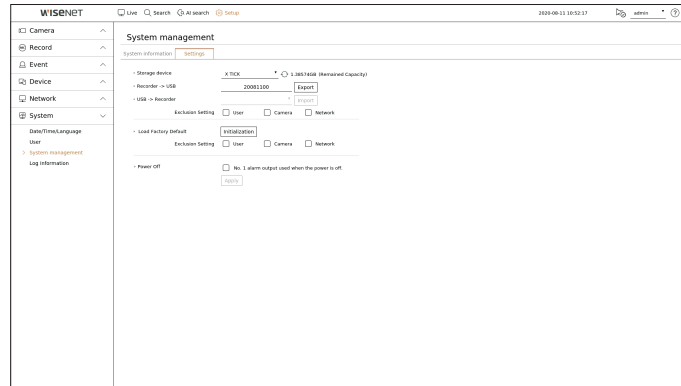 WISENET
Live Search AI search Setup
2020-08-11 10:52:17
admin
?
Camera
Record
Event
Device
Network
System
Date/Time/Language
User
> System management
Log Information
System management
System information Settings
Storage device X TICK 1.38574GB (Remained Capacity)
Recorder -> USB 20081100 Export
USB -> Recorder Import
Exclusion Setting User Camera Network
Load Factory Default Initialization
Exclusion Setting User Camera Network
Power Off No. 1 alarm output used when the power is off.
Apply